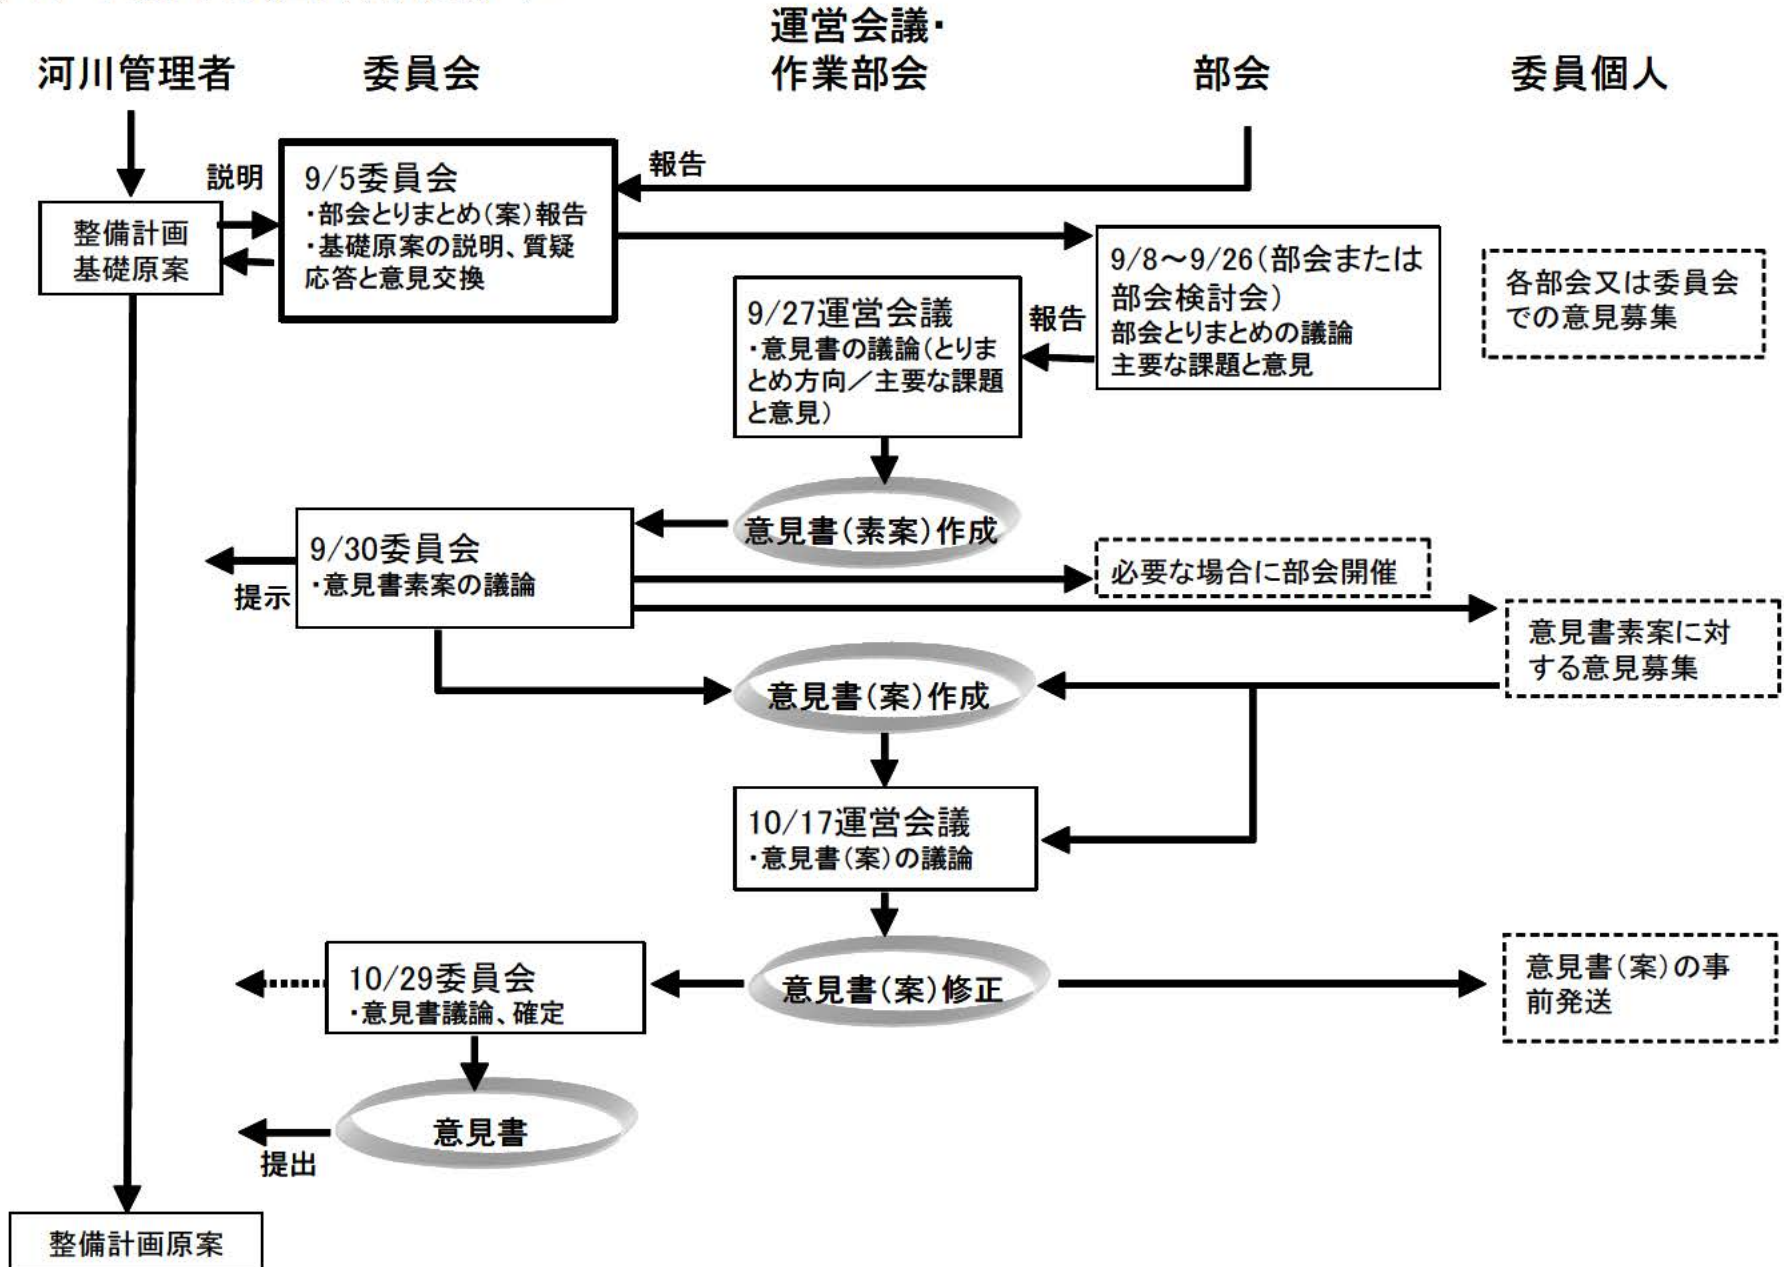 河川管理者
委員会
運営会議・
作業部会
部会
委員個人
説明
報告
整備計画
基礎原案
9/5委員会
・部会とりまとめ(案)報告
・基礎原案の説明、質疑
応答と意見交換
9/8～9/26(部会または
部会検討会)
部会とりまとめの議論
主要な課題と意見
各部会又は委員会
での意見募集
9/27運営会議
・意見書の議論(とりま
とめ方向／主要な課題
と意見)
報告
意見書(素案)作成
9/30委員会
・意見書素案の議論
提示
必要な場合に部会開催
意見書素案に対
する意見募集
意見書(案)作成
10/17運営会議
・意見書(案)の議論
10/29委員会
・意見書議論、確定
意見書(案)修正
意見書(案)の事
前発送
意見書
提出
整備計画原案